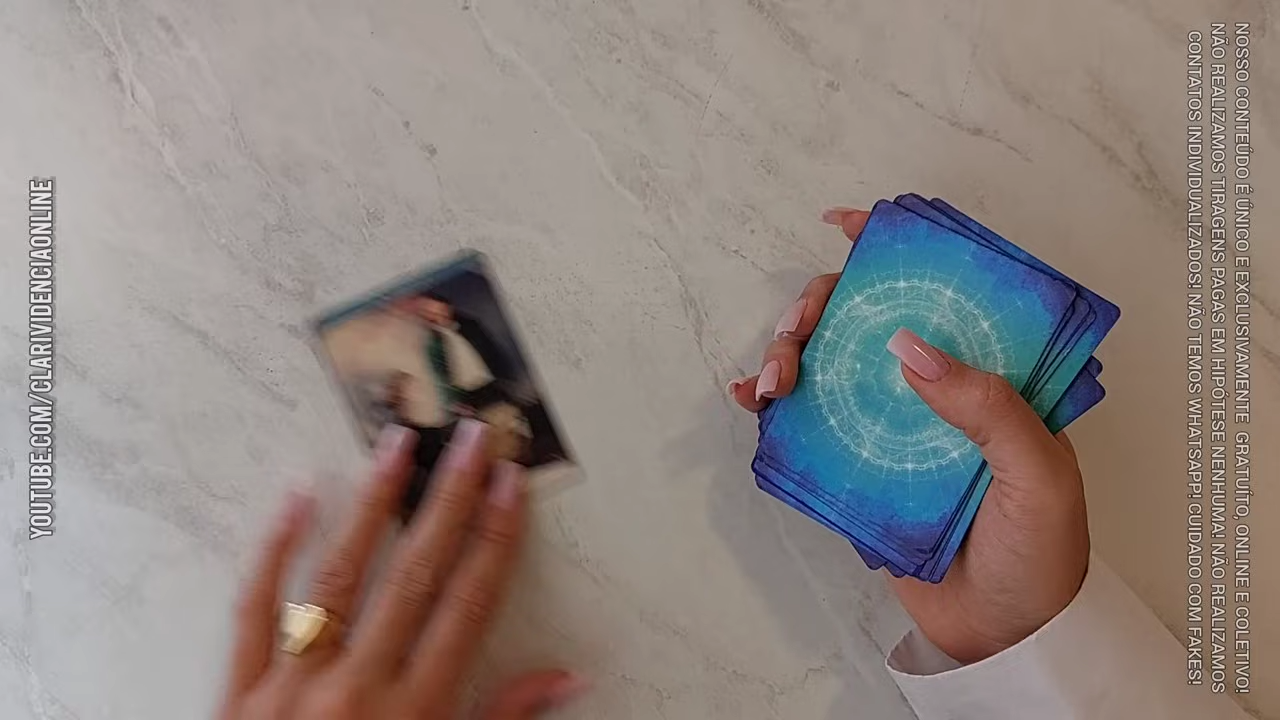 YOUTUBE.COM/CLARIVIDENCIAONLINE
NOSSO CONTEÚDO É ÚNICO E EXCLUSIVAMENTE GRATUÍTO, ONLINE E COLETIVO!
NÃO REALIZAMOS TIRAGENS PAGAS EM HIPÓTESE NENHUMA! NÃO REALIZAMOS
CONTATOS INDIVIDUALIZADOS! NÃO TEMOS WHATSAPP! CUIDADO COM FAKES!